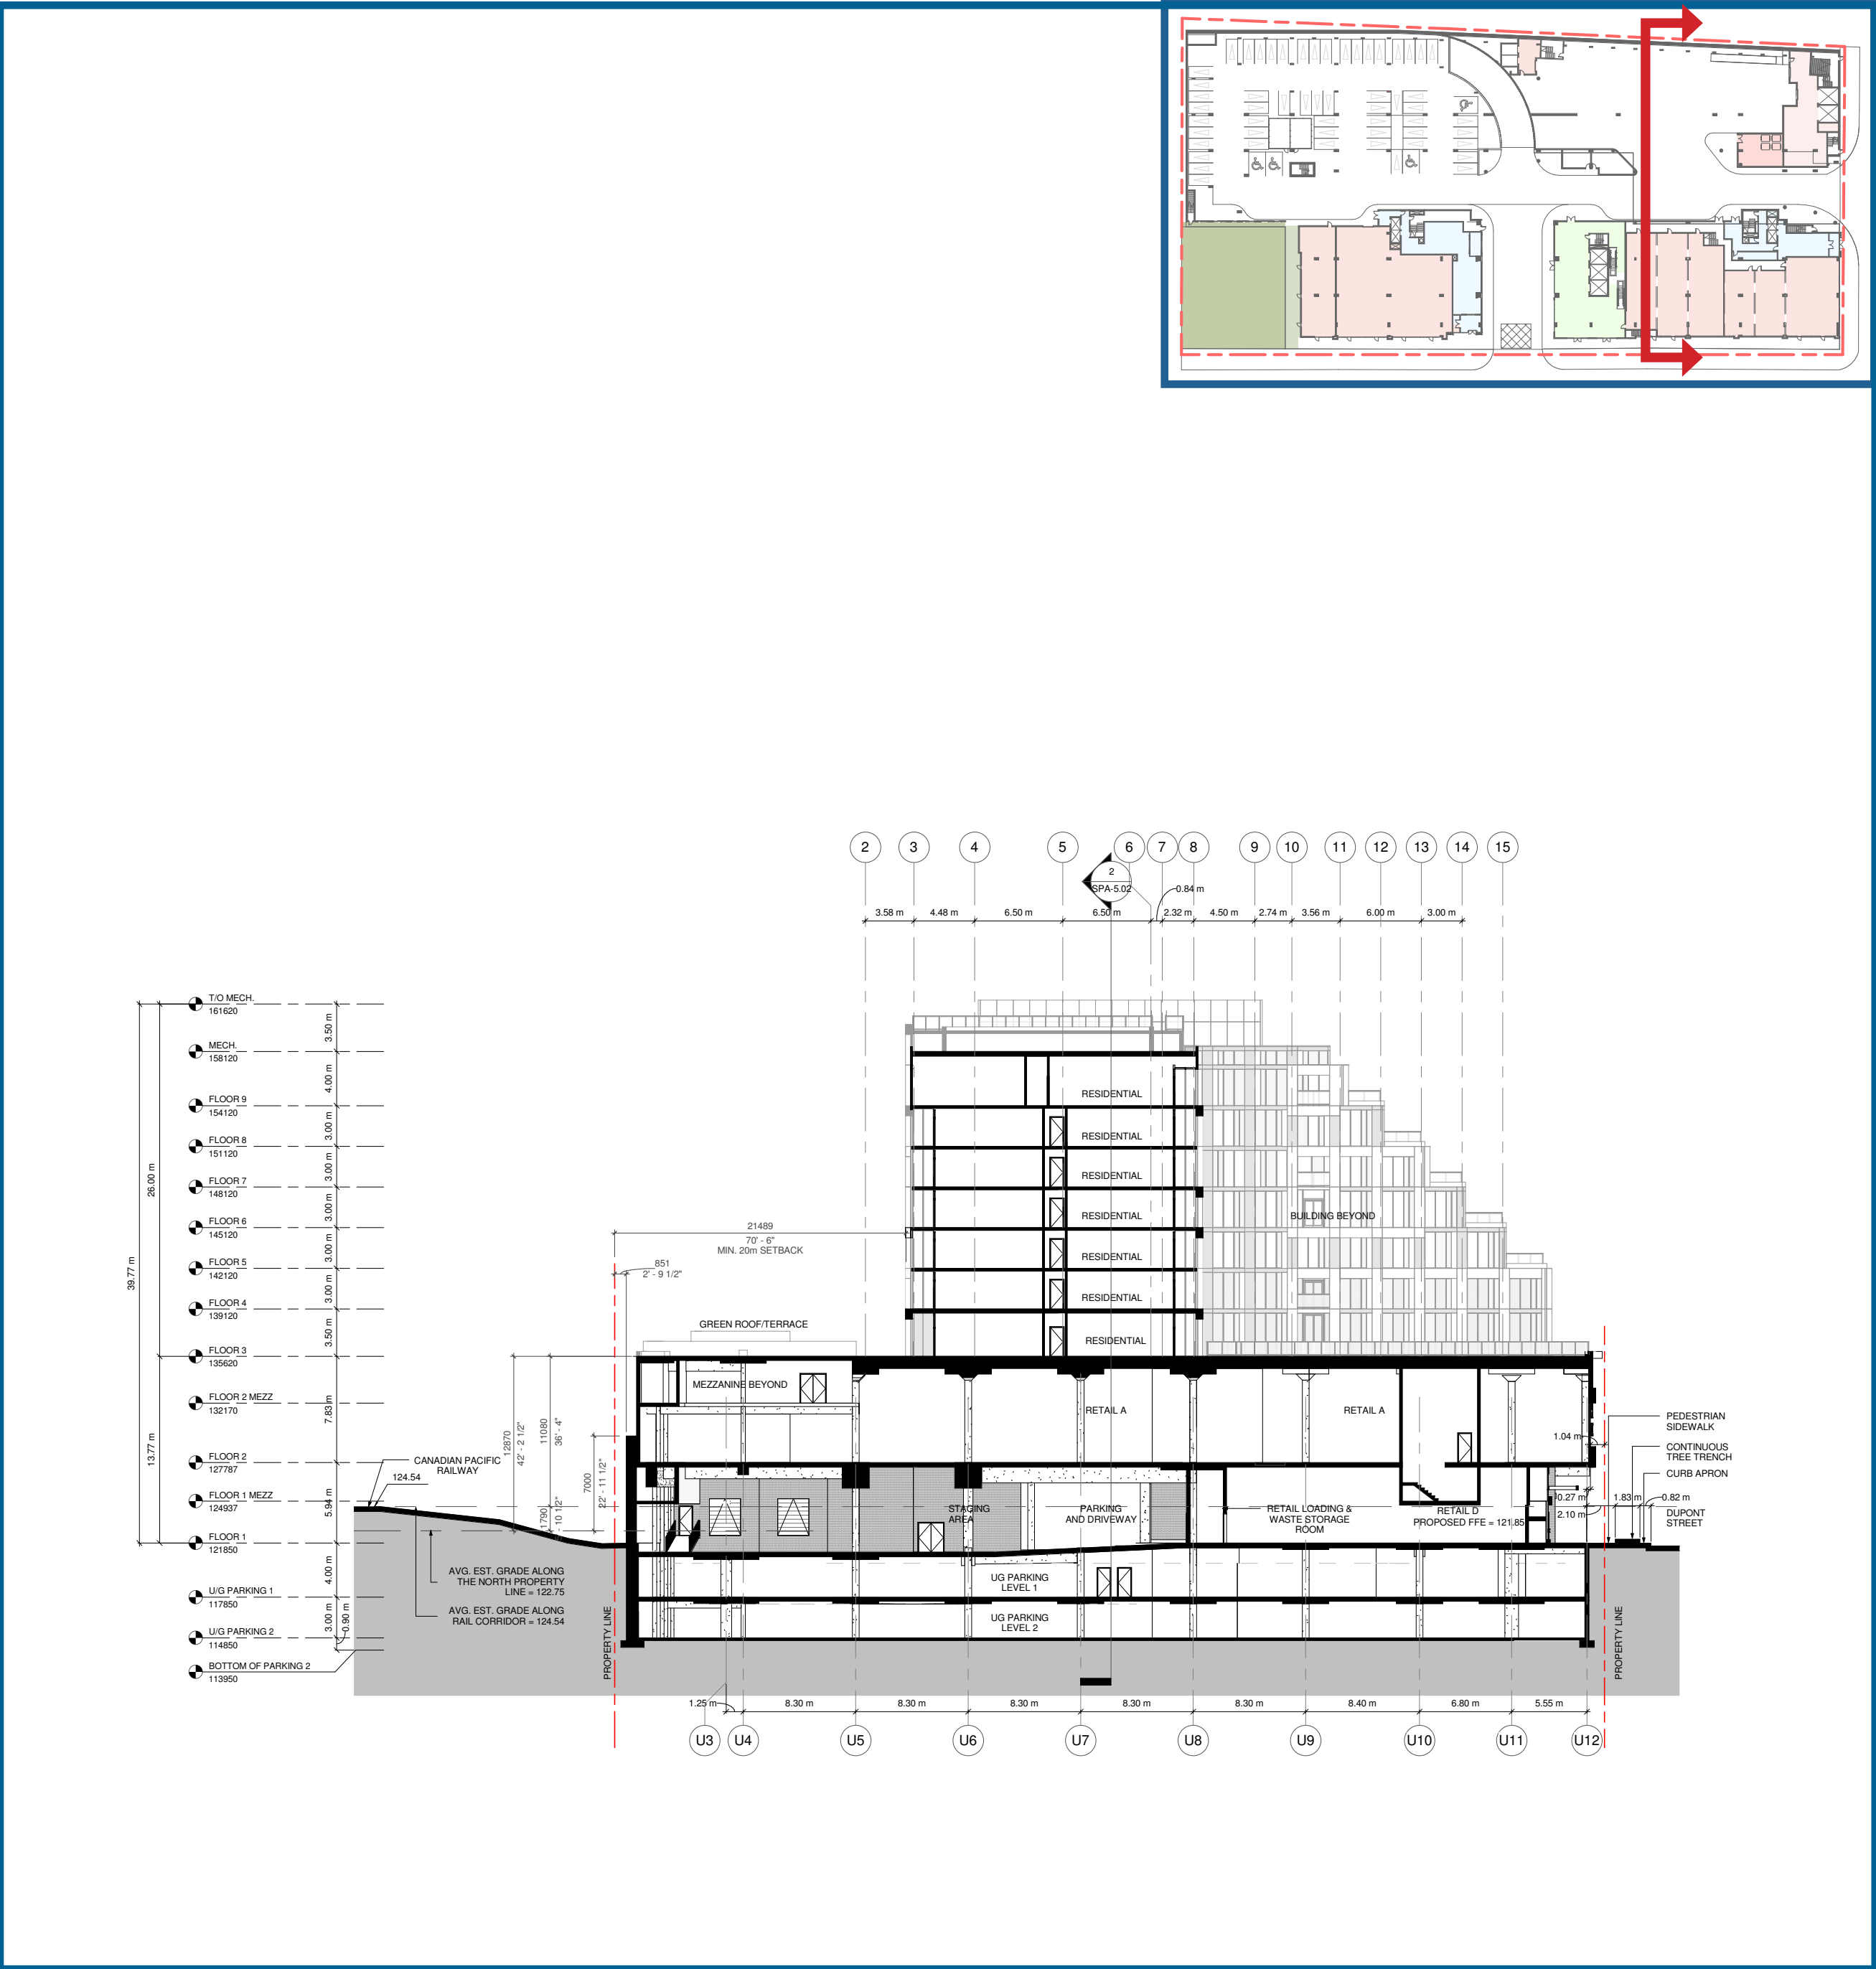 2
3
4
5
6
7
8
9
10
11
12
13
14
15
2
SPA-5.02
0.84 m
3.58 m
4.48 m
6.50 m
6.50 m
2.32 m
4.50 m
2.74 m
3.56 m
6.00 m
3.00 m
T/O MECH.
161620
3.50 m
MECH.
158120
4.00 m
FLOOR 9
154120
3.00 m
FLOOR 8
151120
3.00 m
FLOOR 7
148120
3.00 m
FLOOR 6
145120
3.00 m
FLOOR 5
142120
3.00 m
FLOOR 4
139120
3.50 m
FLOOR 3
135620
FLOOR 2 MEZZ
132170
7.83 m
FLOOR 2
127787
FLOOR 1 MEZZ
124937
5.94 m
FLOOR 1
121850
4.00 m
U/G PARKING 1
117850
3.00 m
0.90 m
U/G PARKING 2
114850
BOTTOM OF PARKING 2
113950
39.77 m
26.00 m
13.77 m
RESIDENTIAL
RESIDENTIAL
RESIDENTIAL
RESIDENTIAL
RESIDENTIAL
RESIDENTIAL
RESIDENTIAL
BUILDING BEYOND
21489
70' - 6"
MIN. 20m SETBACK
851
2' - 9 1/2"
GREEN ROOF/TERRACE
MEZZANINE BEYOND
RETAIL A
RETAIL A
12870
42' - 2 1/2"
11080
36' - 4"
7000
22' - 11 1/2"
1790
5' - 10 1/2"
CANADIAN PACIFIC
RAILWAY
124.54
STAGING
AREA
PARKING
AND DRIVEWAY
RETAIL LOADING &
WASTE STORAGE
ROOM
RETAIL D
PROPOSED FFE = 121.85
1.04 m
0.27 m
2.10 m
1.83 m
0.82 m
PEDESTRIAN
SIDEWALK
CONTINUOUS
TREE TRENCH
CURB APRON
DUPONT
STREET
AVG. EST. GRADE ALONG
THE NORTH PROPERTY
LINE = 122.75
AVG. EST. GRADE ALONG
RAIL CORRIDOR = 124.54
UG PARKING
LEVEL 1
UG PARKING
LEVEL 2
PROPERTY LINE
PROPERTY LINE
1.25 m
8.30 m
8.30 m
8.30 m
8.30 m
8.30 m
8.40 m
6.80 m
5.55 m
U3
U4
U5
U6
U7
U8
U9
U10
U11
U12